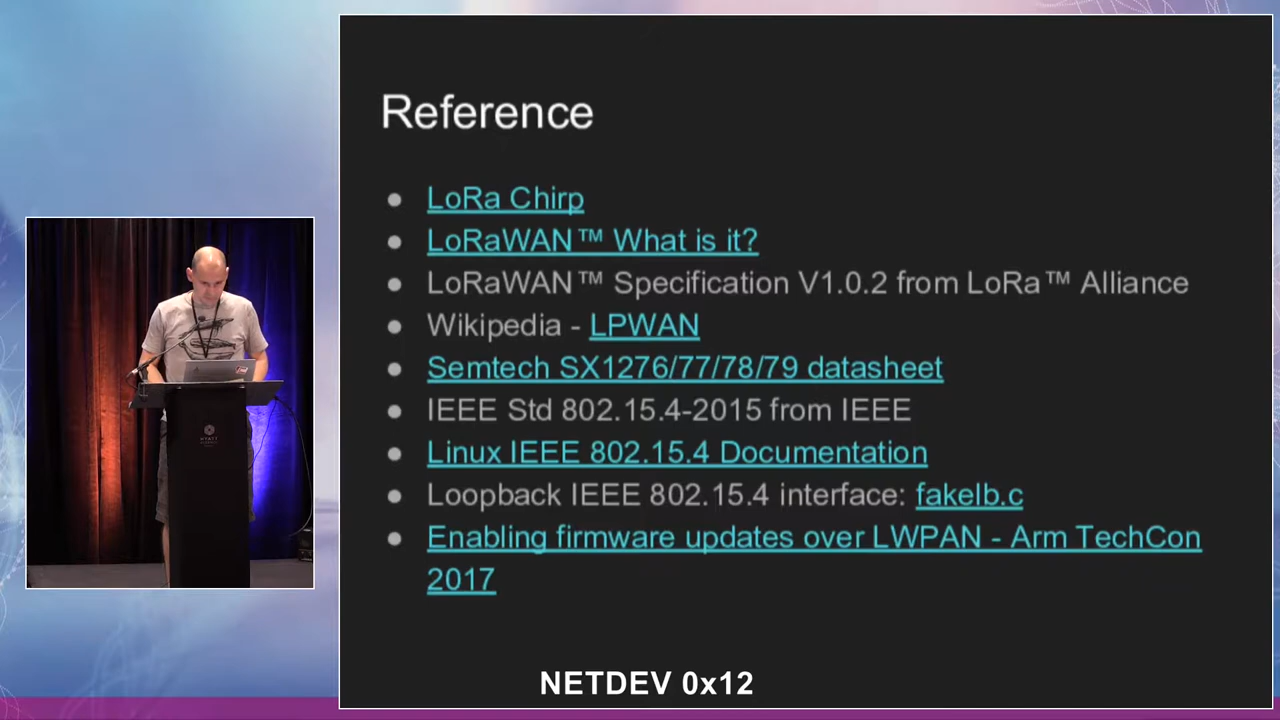 Reference
LoRa Chirp
LoRaWAN™ What is it?
LoRaWAN™ Specification V1.0.2 from LoRa™ Alliance
Wikipedia - LPWAN
Semtech SX1276/77/78/79 datasheet
IEEE Std 802.15.4-2015 from IEEE
Linux IEEE 802.15.4 Documentation
Loopback IEEE 802.15.4 interface: fakelb.c
Enabling firmware updates over LWPAN - Arm TechCon
2017
NETDEV 0x12